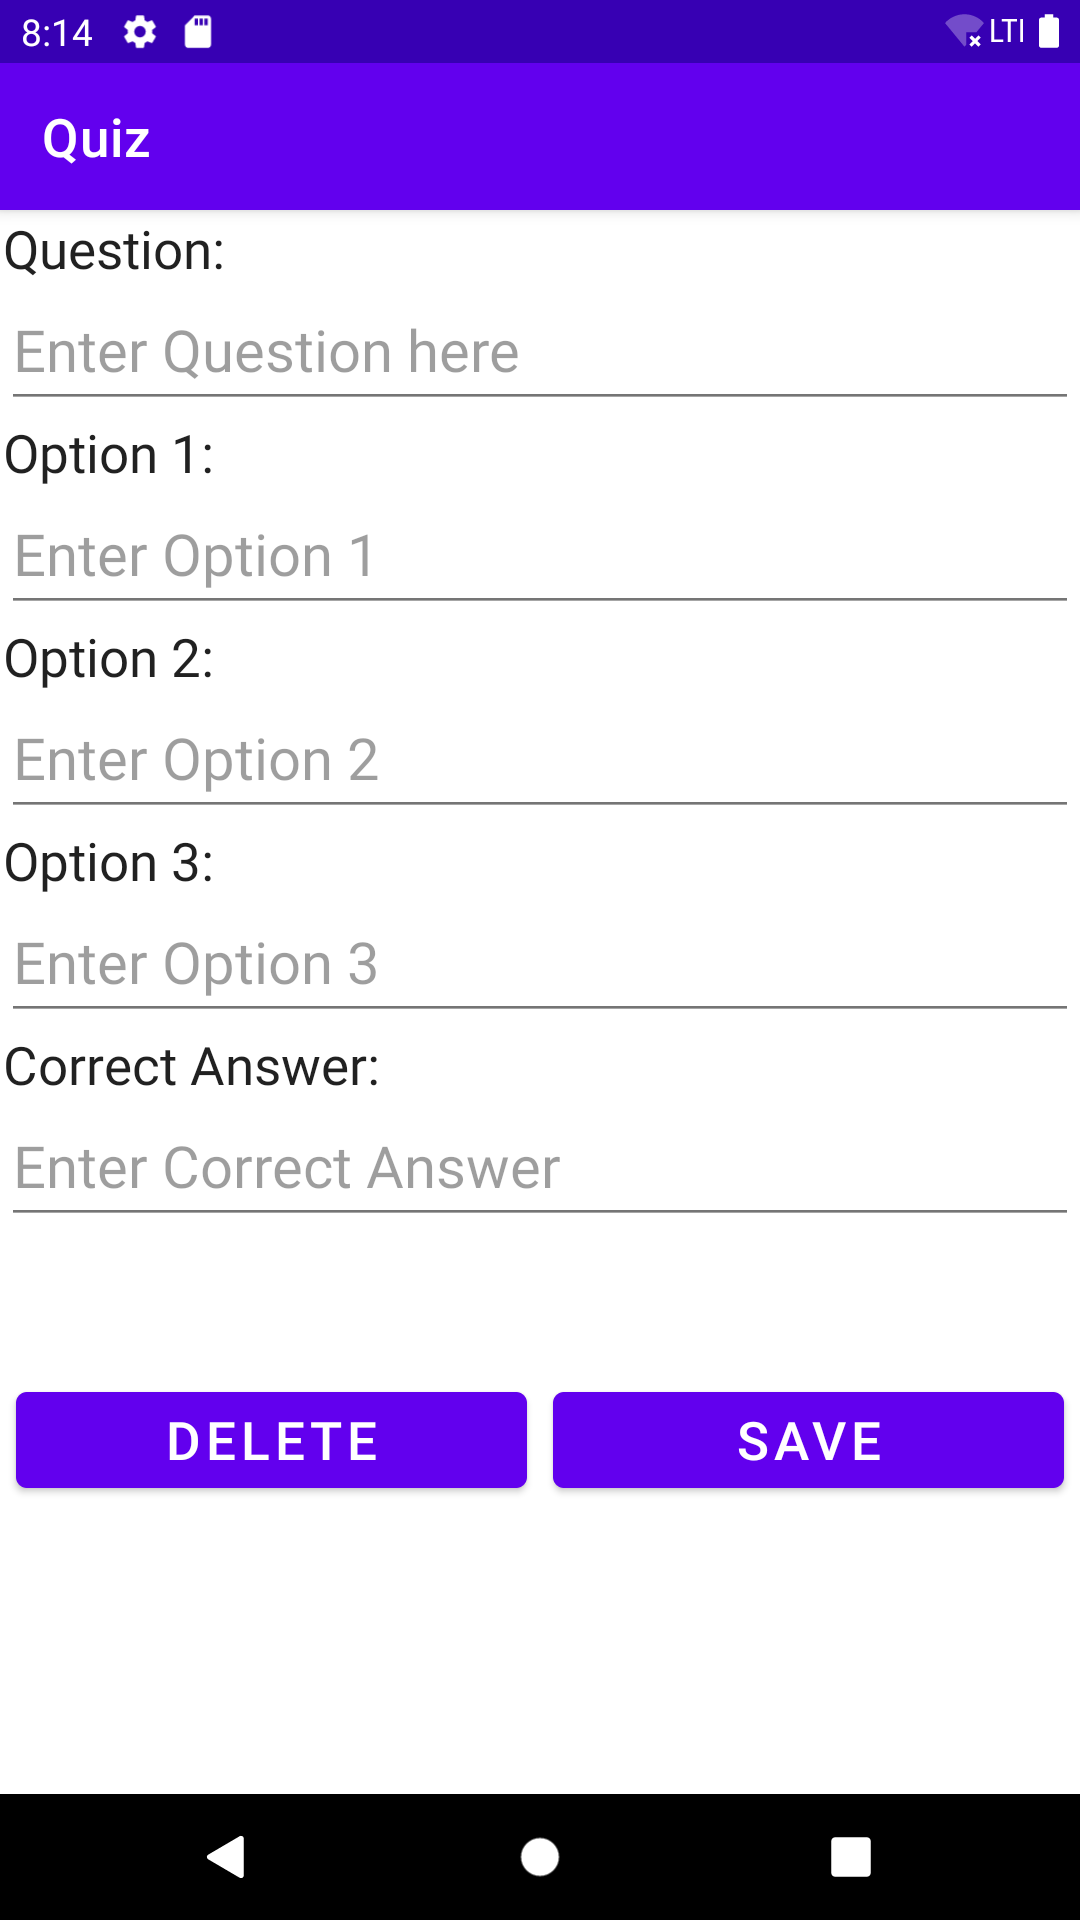 8:14 LTI
Quiz
Question:
Enter Question here
Option 1:
Enter Option 1
Option 2:
Enter Option 2
Option 3:
Enter Option 3
Correct Answer:
Enter Correct Answer
DELETE SAVE